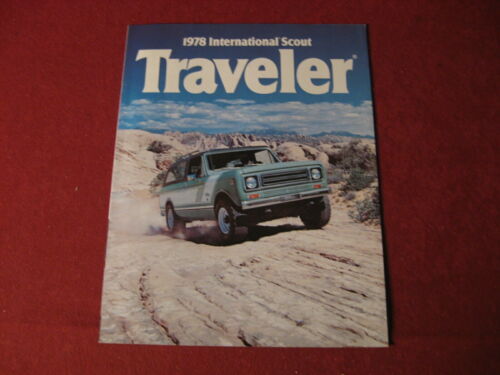 1978 International Scout
Traveler